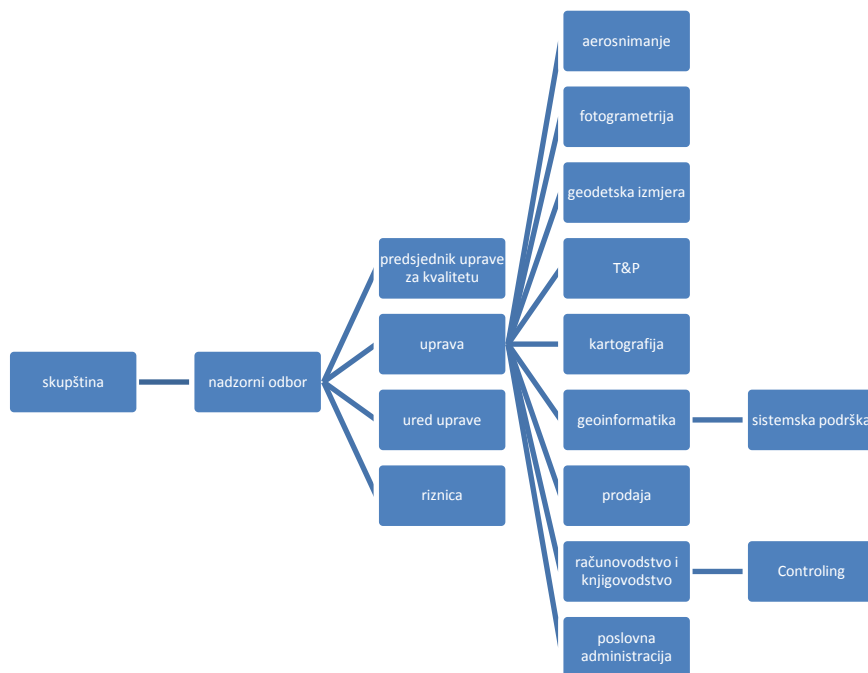 skupština
nadzorni odbor
predsjednik uprave
za kvalitetu
uprava
ured uprave
riznica
aerosnimanje
fotogrametrija
geodetska izmjera
T&P
kartografija
geoinformatika
prodaja
računovodstvo i
knjigovodstvo
poslovna
administracija
sistemska podrška
Controling